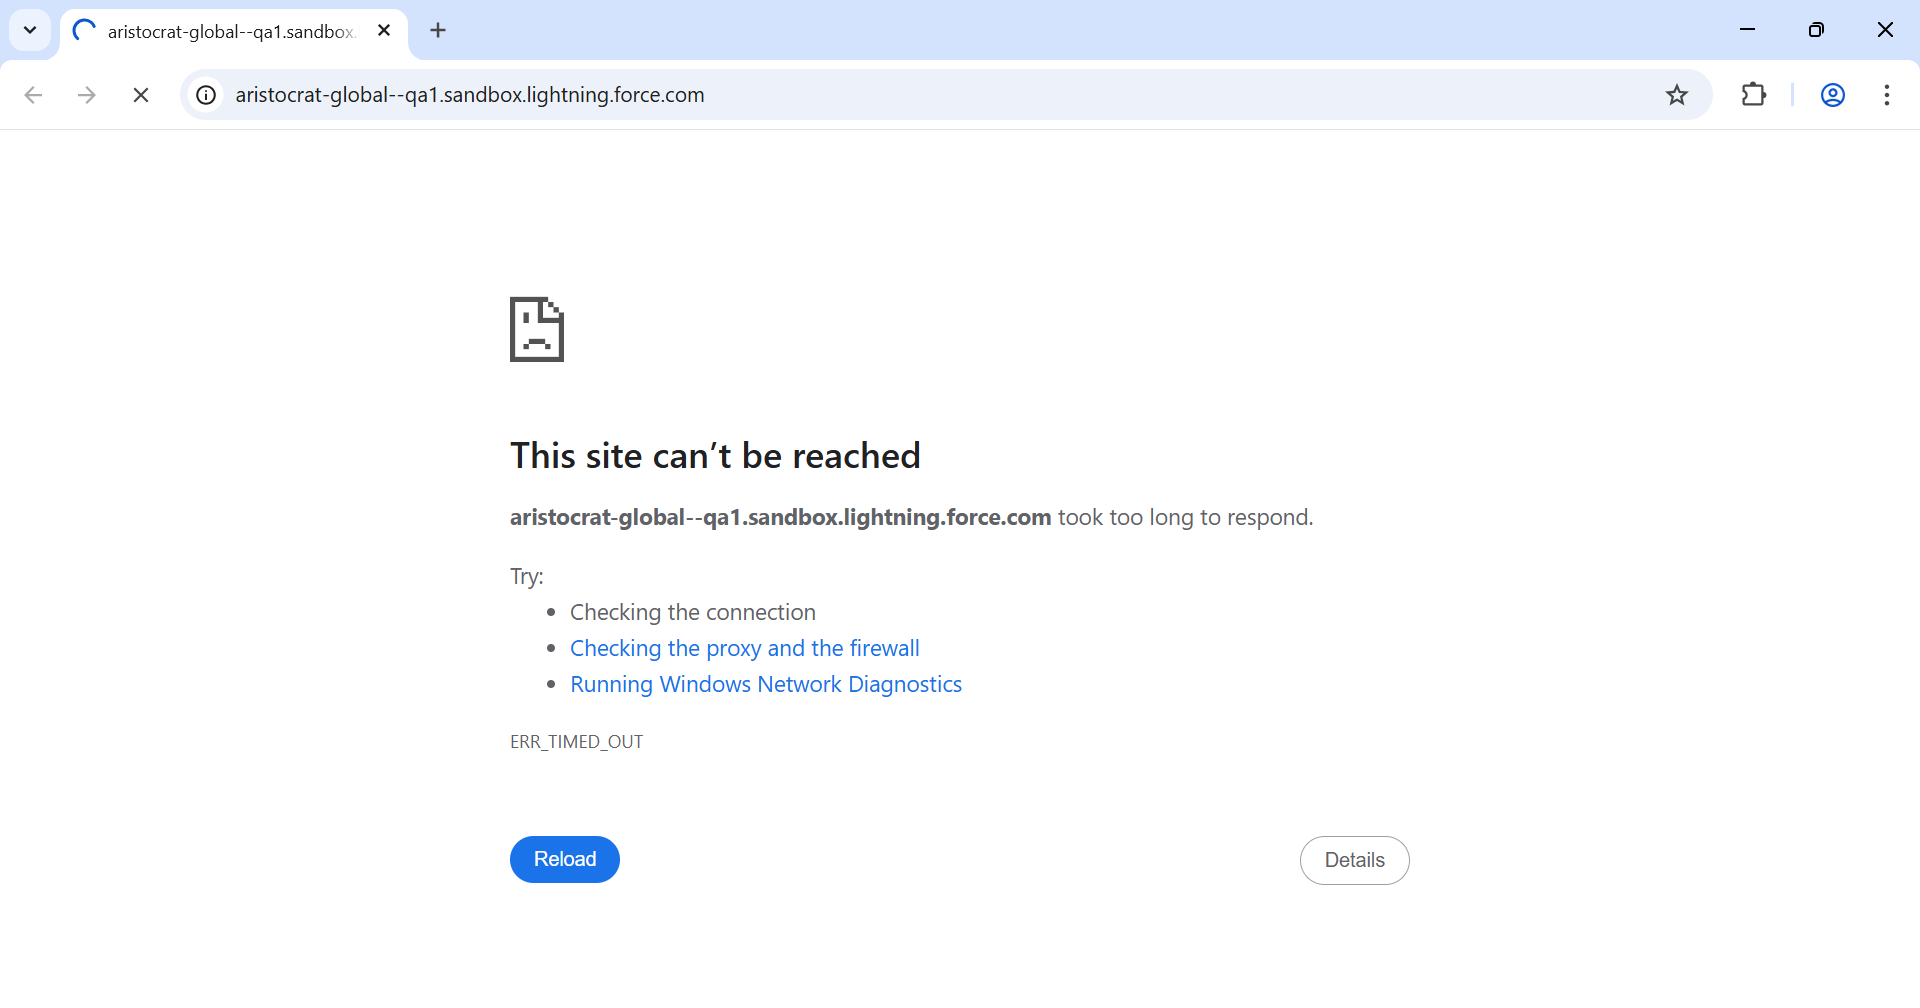 aristocrat-global--qa1.sandbox.
aristocrat-global--qa1.sandbox.lightning.force.com
This site can’t be reached
aristocrat-global--qa1.sandbox.lightning.force.com took too long to respond.
Try:
Checking the connection
Checking the proxy and the firewall
Running Windows Network Diagnostics
ERR_TIMED_OUT
Reload
Details